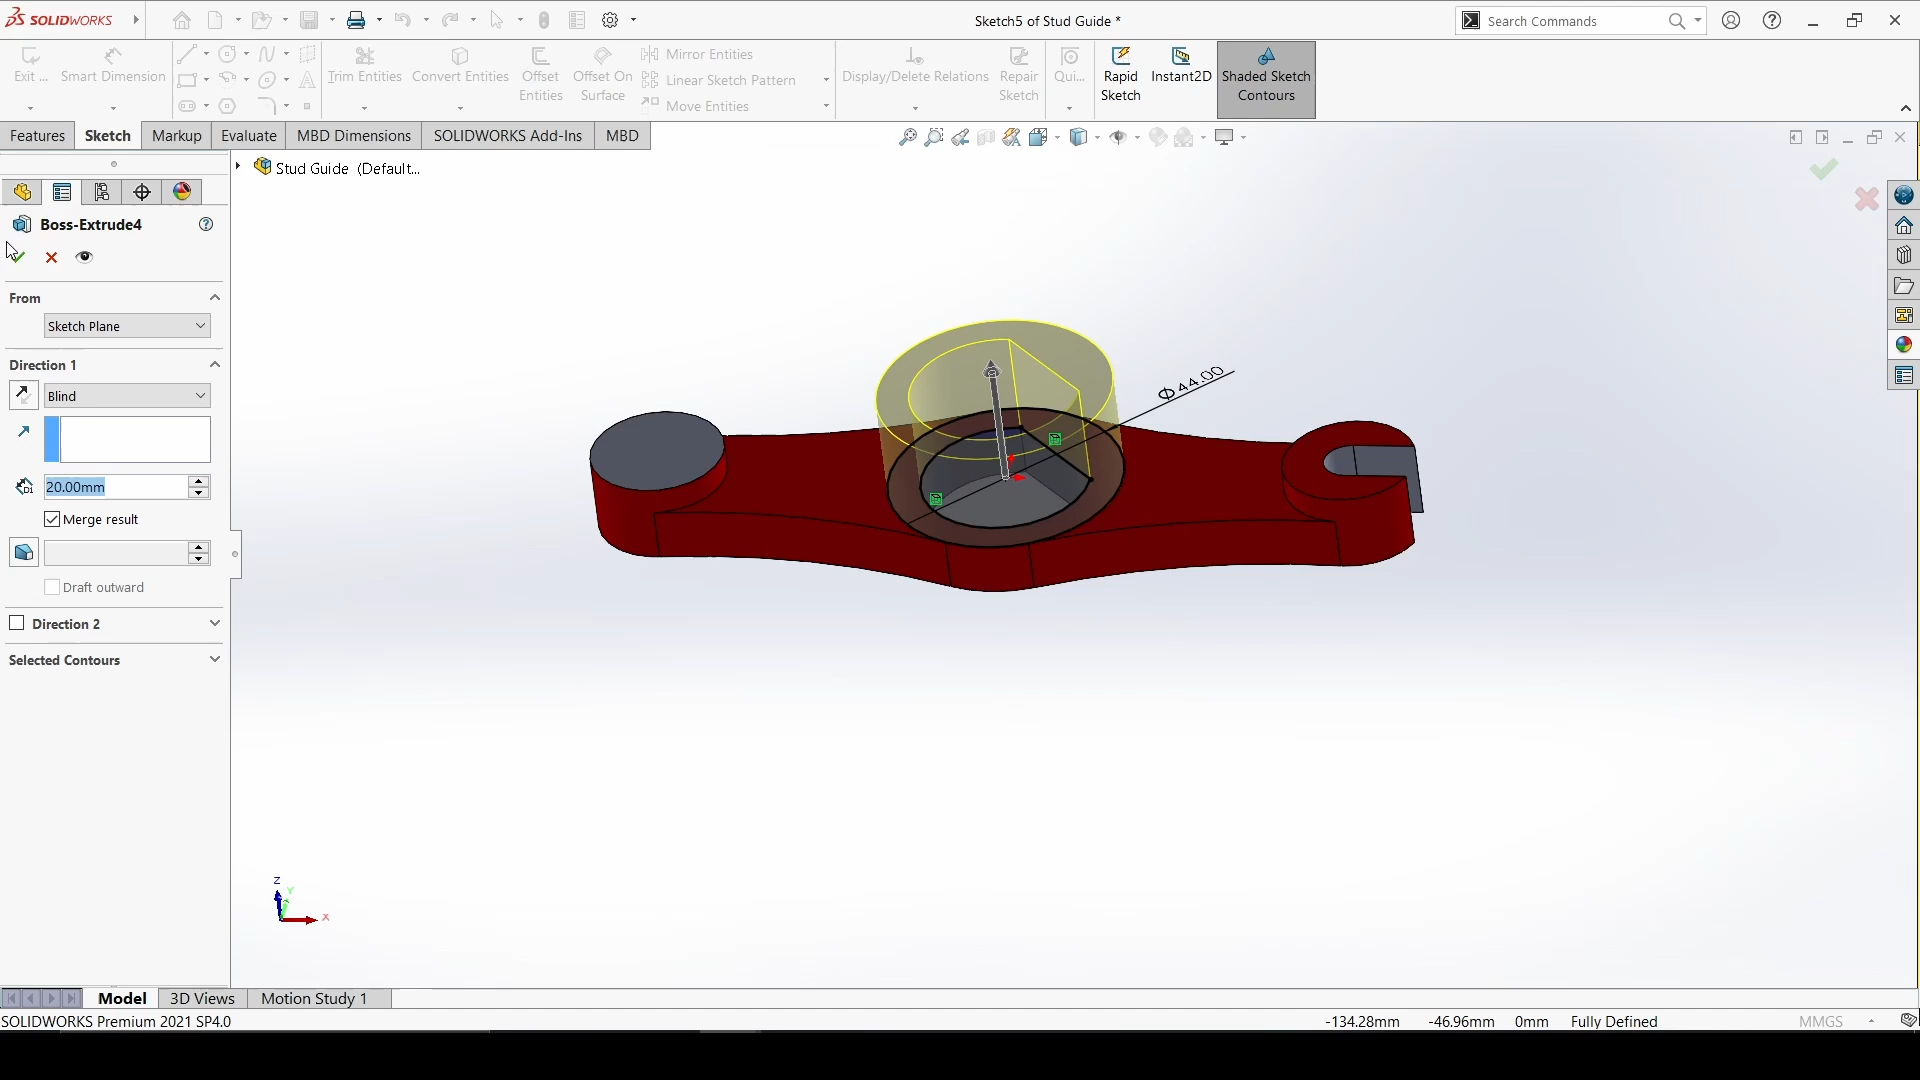 SOLIDWORKS
Sketch5 of Stud Guide *
Search Commands
Exit ...
Smart Dimension
Trim Entities
Convert Entities
Offset
Entities
Offset On
Surface
Mirror Entities
Linear Sketch Pattern
Move Entities
Display/Delete Relations
Repair
Sketch
Qui...
Rapid
Sketch
Instant2D
Shaded Sketch
Contours
Features
Sketch
Markup
Evaluate
MBD Dimensions
SOLIDWORKS Add-Ins
MBD
Stud Guide (Default...
Boss-Extrude4
From
Sketch Plane
Direction 1
Blind
D1
20.00mm
Merge result
Draft outward
Direction 2
Selected Contours
Φ44.00
Z
Y
X
Model
3D Views
Motion Study 1
SOLIDWORKS Premium 2021 SP4.0
-134.28mm
-46.96mm
0mm
Fully Defined
MMGS